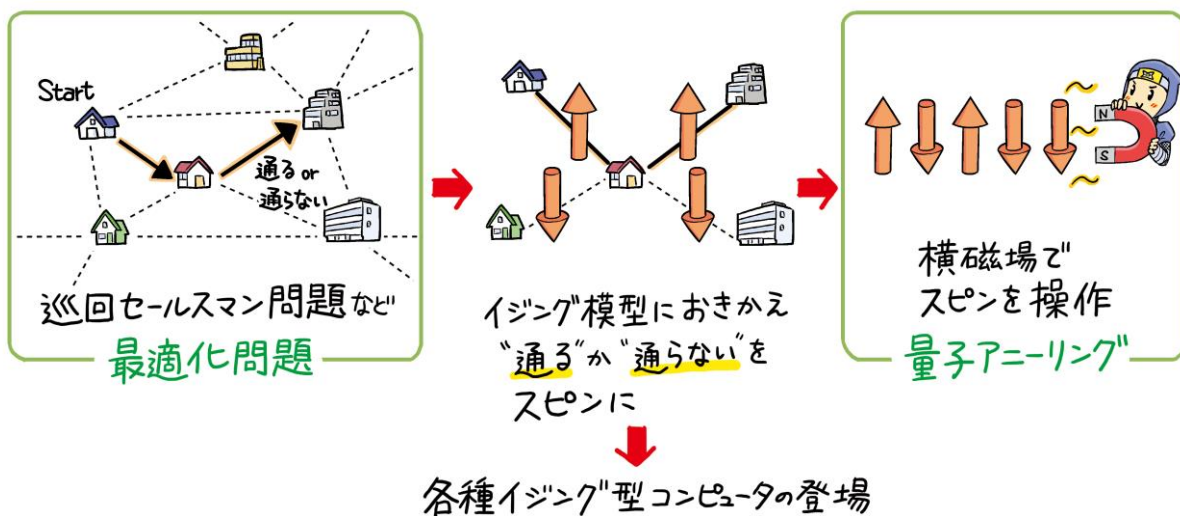 Start
通る or
通らない
巡回セールスマン問題など
最適化問題
イジング模型におきかえ
"通る"か"通らない"を
スピンに
N
S
横磁場で
スピンを操作
量子アニーリング
各種イジング型コンピュータの登場